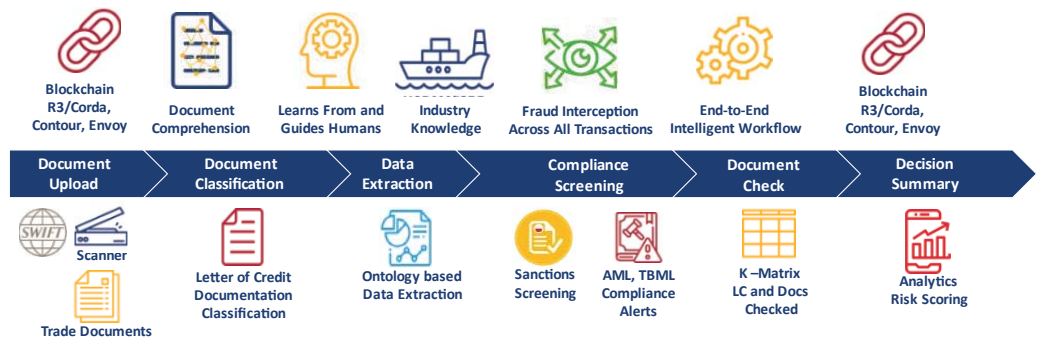 Blockchain
R3/Corda,
Contour, Envoy
Document
Comprehension
Learns From and
Guides Humans
Industry
Knowledge
Fraud Interception
Across All Transactions
End-to-End
Intelligent Workflow
Blockchain
R3/Corda,
Contour, Envoy
Document
Upload
Document
Classification
Data
Extraction
Compliance
Screening
Document
Check
Decision
Summary
SWIFT
Scanner
Trade Documents
Letter of Credit
Documentation
Classification
Ontology based
Data Extraction
Sanctions
Screening
AML, TBML
Compliance
Alerts
K –Matrix
LC and Docs
Checked
Analytics
Risk Scoring